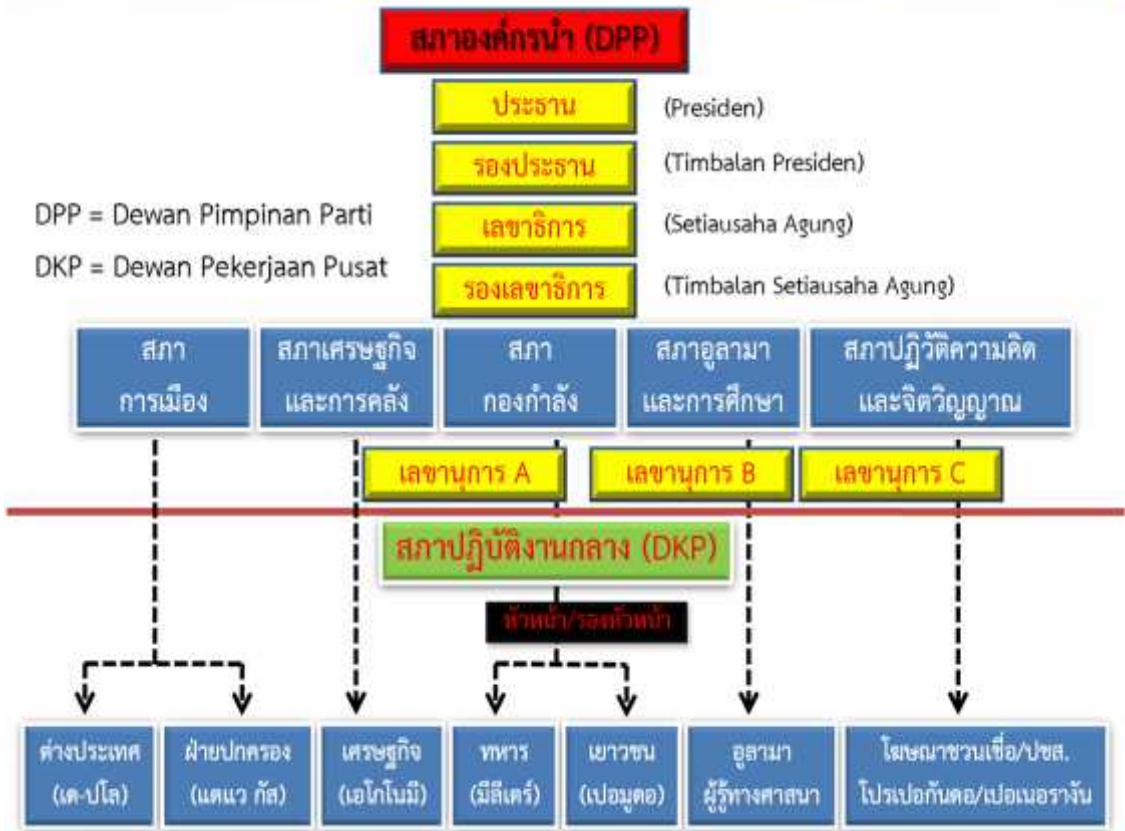 สภาองค์กรนำ (DPP)
ประธาน (Presiden)
รองประธาน (Timbalan Presiden)
DPP = Dewan Pimpinan Parti
เลขาธิการ (Setiausaha Agung)
DKP = Dewan Pekerjaan Pusat
รองเลขาธิการ (Timbalan Setiausaha Agung)
สภา
การเมือง
สภาเศรษฐกิจ
และการคลัง
สภา
กองกำลัง
สภาอูลามา
และการศึกษา
สภาปฏิวัติความคิด
และจิตวิญญาณ
เลขานุการ A
เลขานุการ B
เลขานุการ C
สภาปฏิบัติงานกลาง (DKP)
หัวหน้า/รองหัวหน้า
ต่างประเทศ
(เด-ปโล)
ฝ่ายปกครอง
(แดแว กัส)
เศรษฐกิจ
(เอโกโนมี)
ทหาร
(มีลีเตร์)
เยาวชน
(เปอมูดอ)
อูลามา
ผู้รู้ทางศาสนา
โฆษณาชวนเชื่อ/ปชส.
โปรเปอกันดอ/เปอเนอรางัน